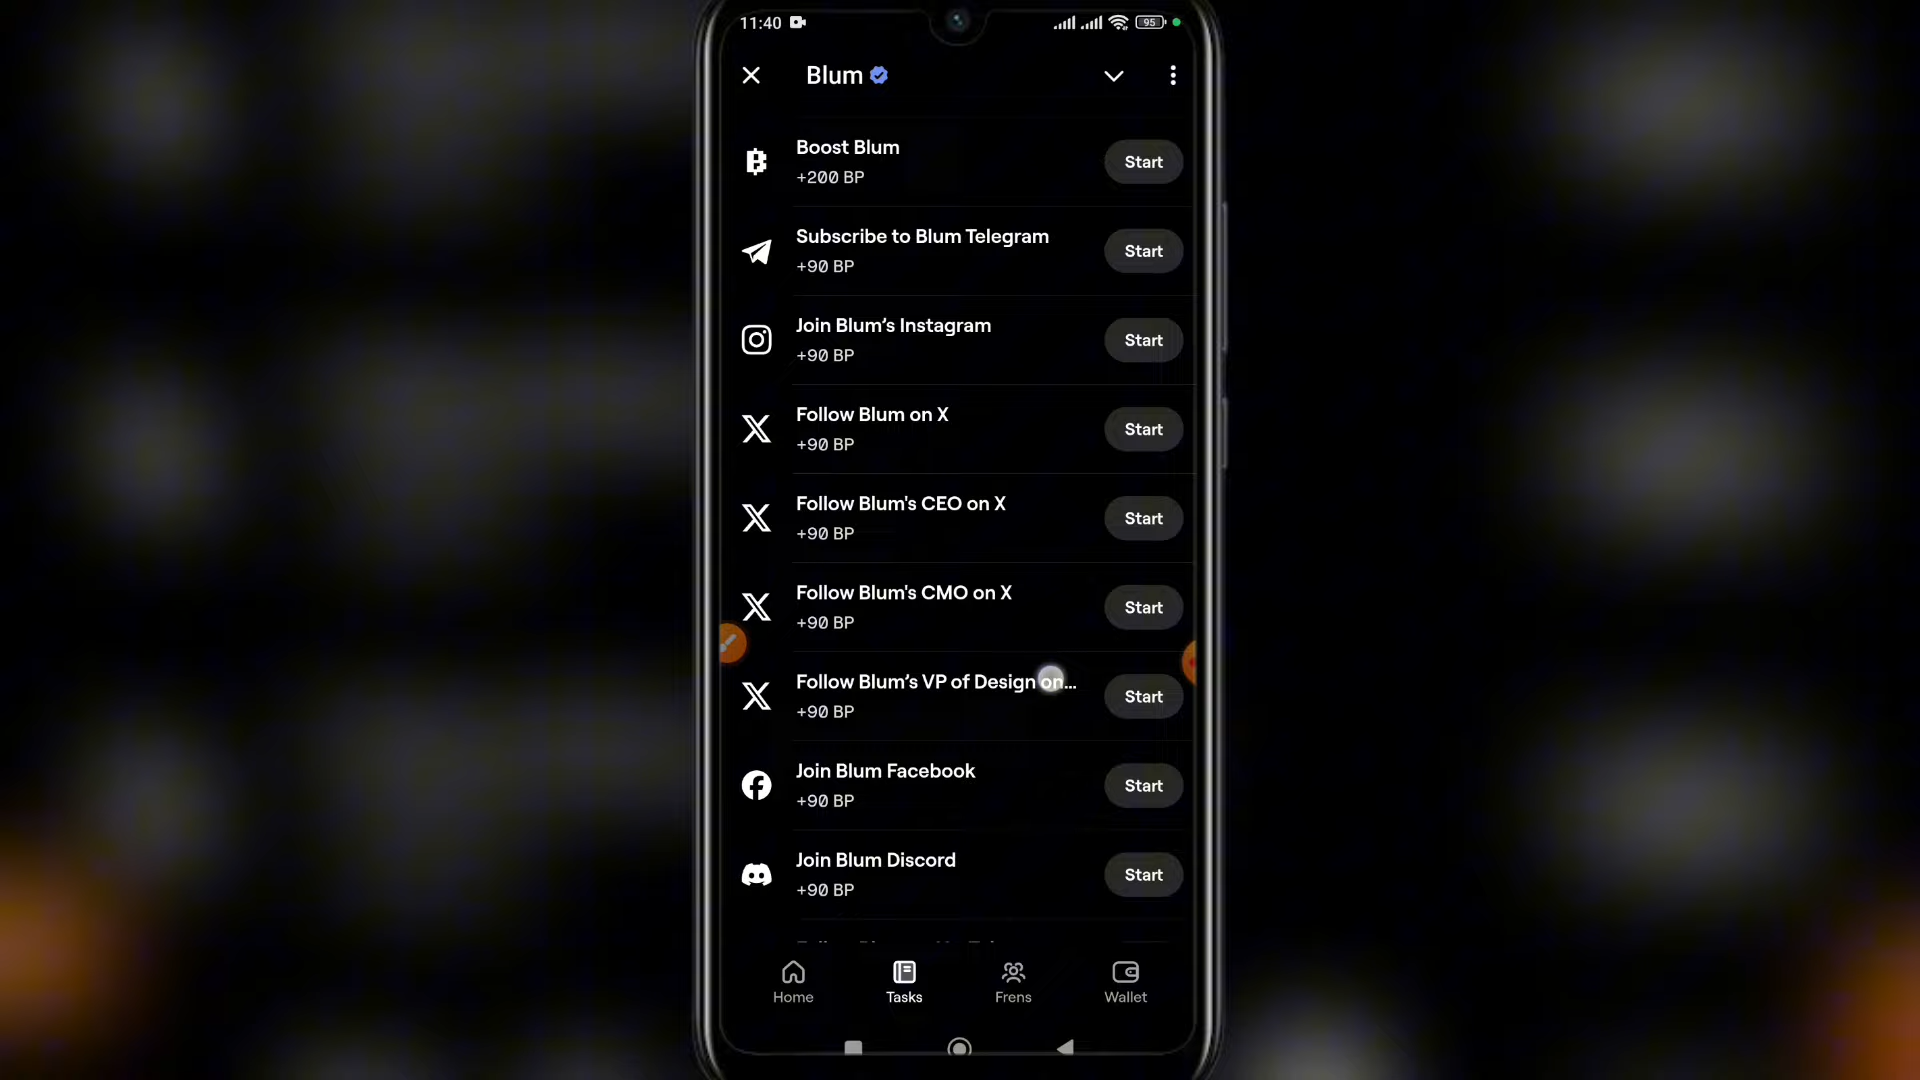 11:40
95
Blum
Boost Blum
+200 BP
Start
Subscribe to Blum Telegram
+90 BP
Start
Join Blum’s Instagram
+90 BP
Start
Follow Blum on X
+90 BP
Start
Follow Blum's CEO on X
+90 BP
Start
Follow Blum's CMO on X
+90 BP
Start
Follow Blum’s VP of Design on...
+90 BP
Start
Join Blum Facebook
+90 BP
Start
Join Blum Discord
+90 BP
Start
Home
Tasks
Frens
Wallet